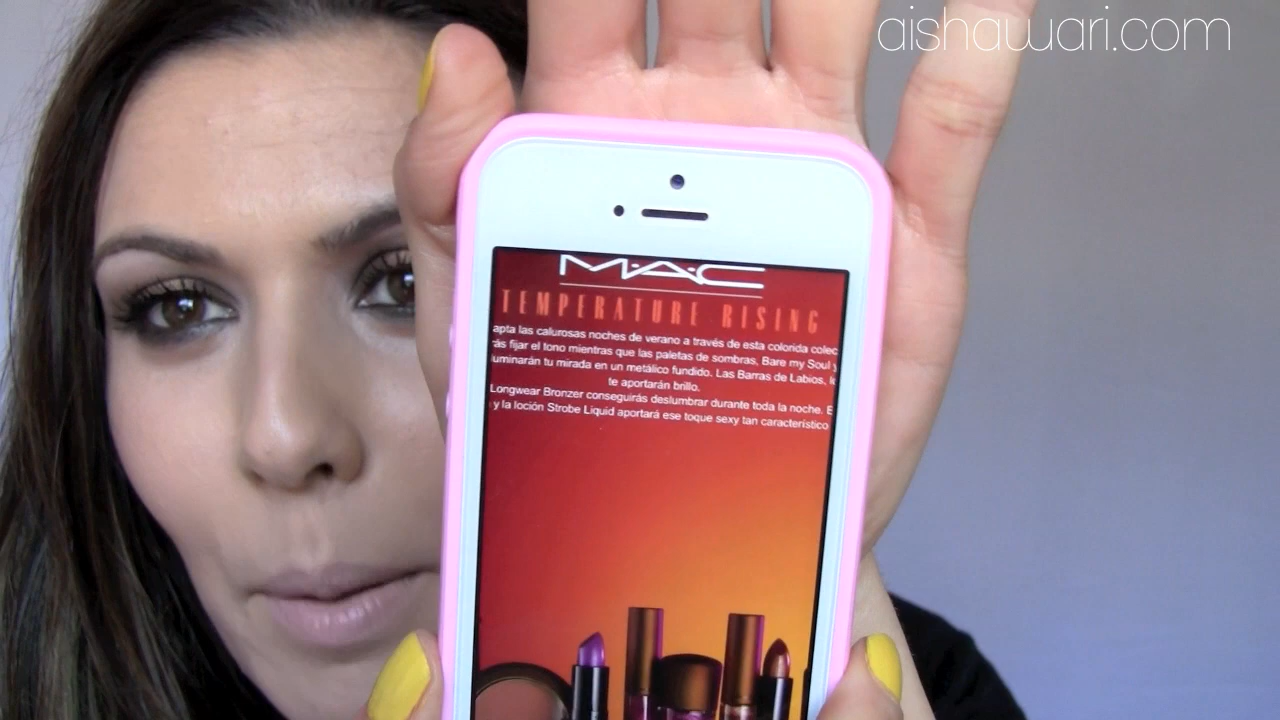 aishawari.com
M·A·C
TEMPERATURE RISING
apta las calurosas noches de verano a través de esta colorida colec
rás fijar el tono mientras que las paletas de sombras, Bare my Soul y
luminarán tu mirada en un metálico fundido. Las Barras de Labios, lo
te aportarán brillo.
Longwear Bronzer conseguirás deslumbrar durante toda la noche. E
y la loción Strobe Liquid aportará ese toque sexy tan característico